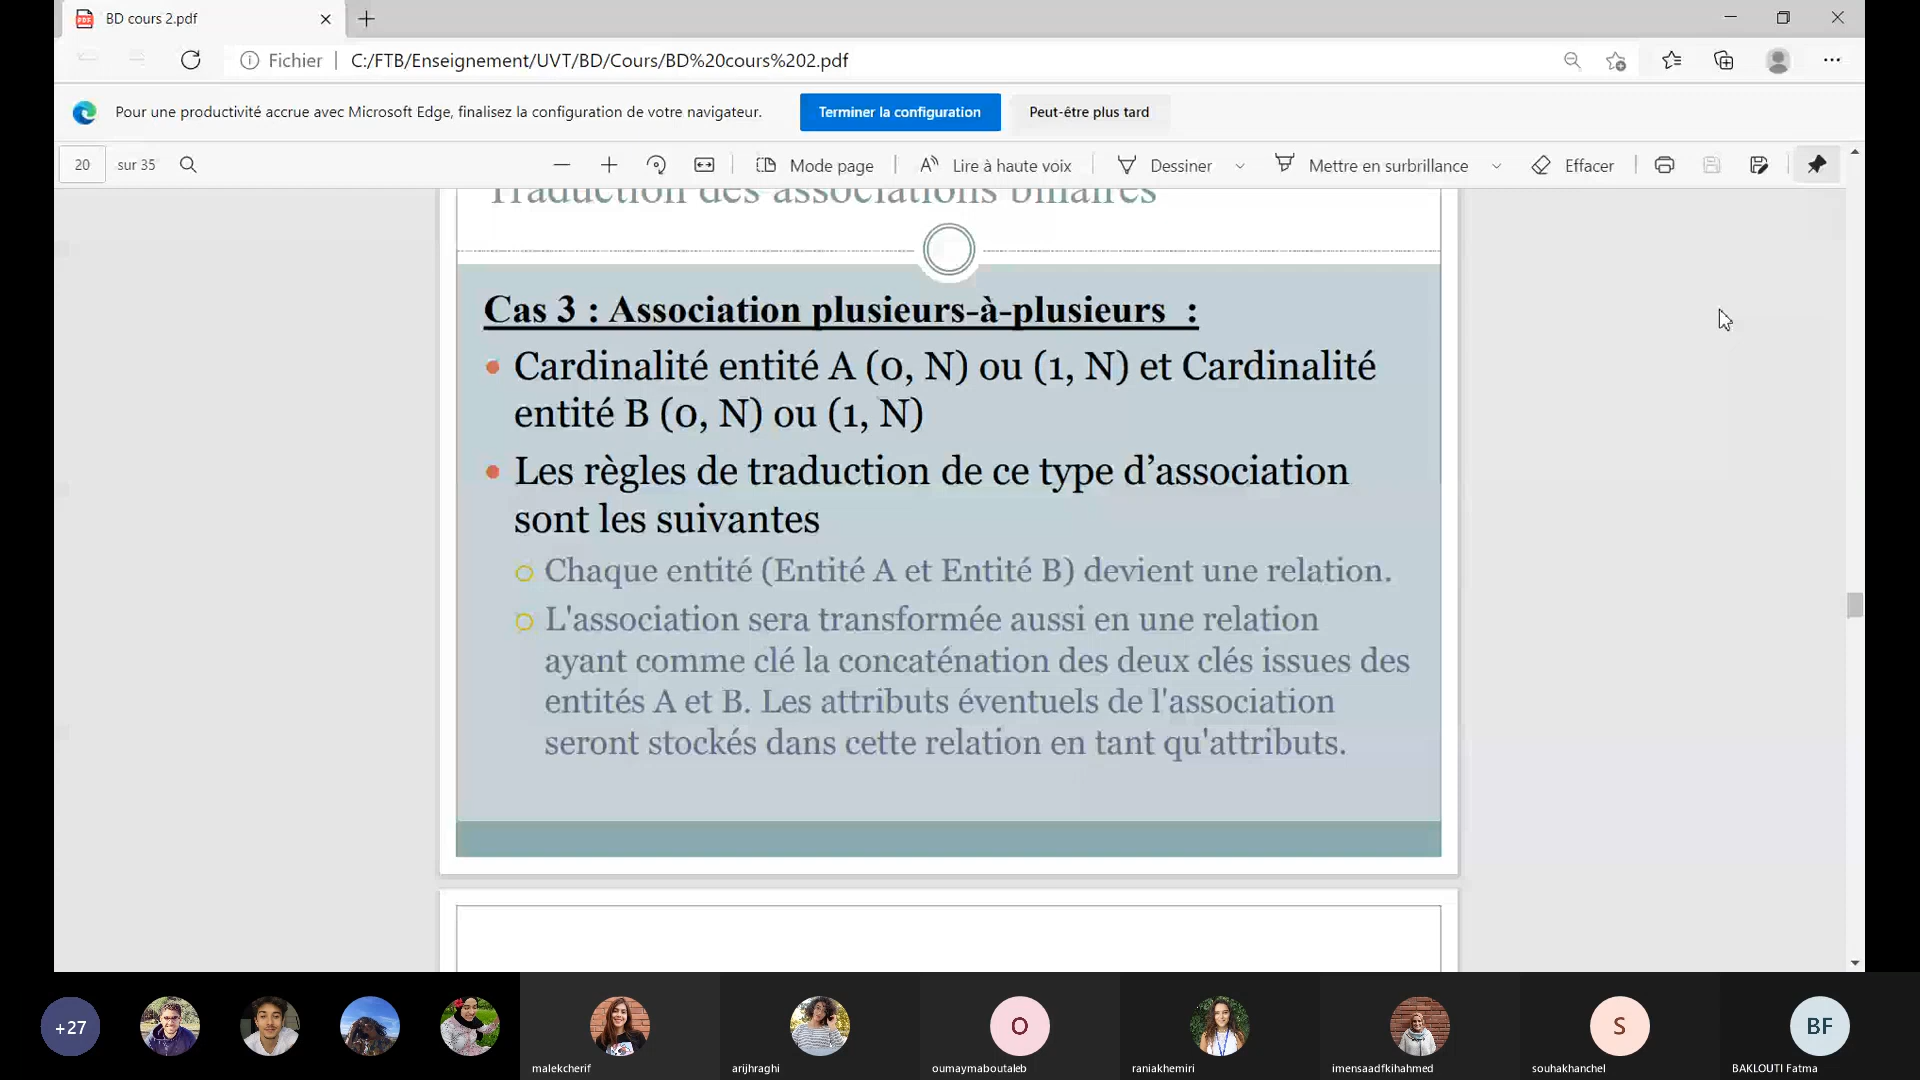 BD cours 2.pdf
Fichier C:/FTB/Enseignement/UVT/BD/Cours/BD%20cours%202.pdf
Pour une productivité accrue avec Microsoft Edge, finalisez la configuration de votre navigateur. Terminer la configuration Peut-être plus tard
20 sur 35 Mode page Lire à haute voix Dessiner Mettre en surbrillance Effacer
Traduction des associations binaires
Cas 3 : Association plusieurs-à-plusieurs :
Cardinalité entité A (0, N) ou (1, N) et Cardinalité
entité B (0, N) ou (1, N)
Les règles de traduction de ce type d’association
sont les suivantes
Chaque entité (Entité A et Entité B) devient une relation.
L'association sera transformée aussi en une relation
ayant comme clé la concaténation des deux clés issues des
entités A et B. Les attributs éventuels de l'association
seront stockés dans cette relation en tant qu'attributs.
+27 O S BF
malekcherif arijhraghi oumaymaboutaleb raniakhemiri imensaadfkihahmed souhakhanchel BAKLOUTI Fatma